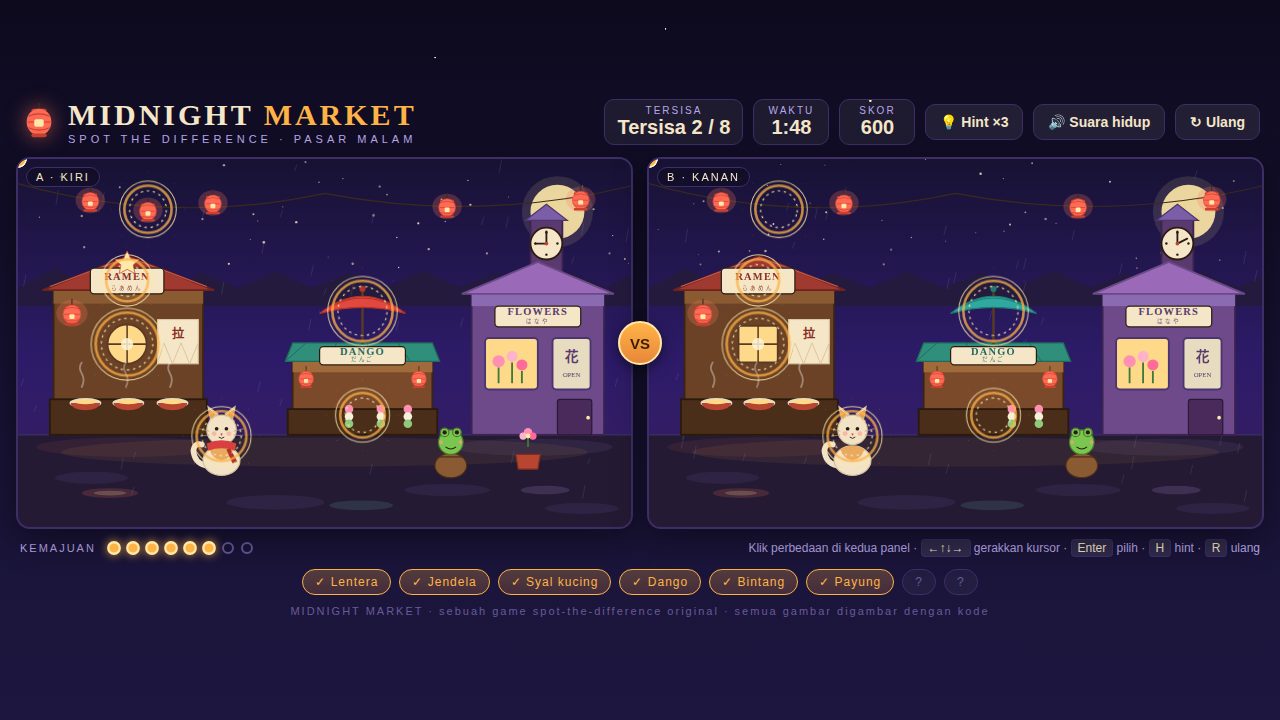 MIDNIGHT MARKET
SPOT THE DIFFERENCE · PASAR MALAM
TERSISA
Tersisa 2 / 8
WAKTU
1:48
SKOR
600
💡 Hint ×3
🔊 Suara hidup
↻ Ulang
A · KIRI
RAMEN
らぁめん
拉
DANGO
だんご
FLOWERS
はなや
花
OPEN
VS
B · KANAN
RAMEN
らぁめん
拉
DANGO
だんご
FLOWERS
はなや
花
OPEN
KEMAJUAN
Klik perbedaan di kedua panel · ←↑↓→ gerakkan kursor · Enter pilih · H hint · R ulang
✓ Lentera
✓ Jendela
✓ Syal kucing
✓ Dango
✓ Bintang
✓ Payung
?
?
MIDNIGHT MARKET · sebuah game spot-the-difference original · semua gambar digambar dengan kode